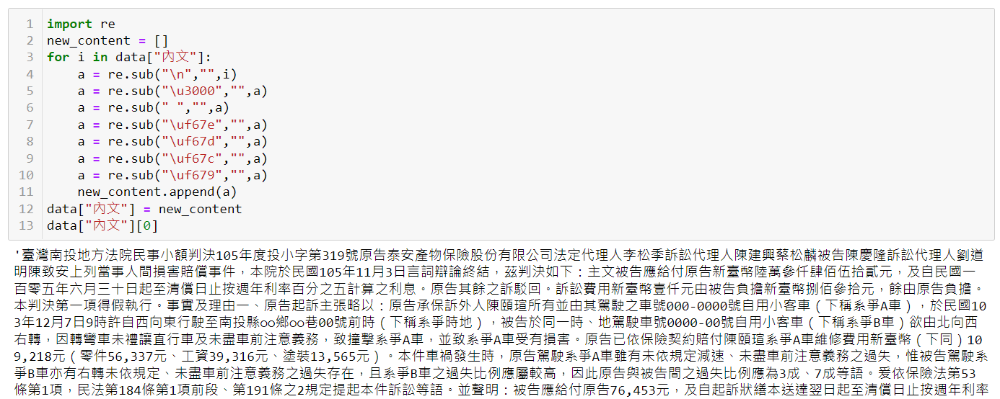 1 import re
2 new_content = []
3 for i in data["內文"]:
4     a = re.sub("\n","",i)
5     a = re.sub("\u3000","",a)
6     a = re.sub(" ","",a)
7     a = re.sub("\uf67e","",a)
8     a = re.sub("\uf67d","",a)
9     a = re.sub("\uf67c","",a)
10     a = re.sub("\uf679","",a)
11     new_content.append(a)
12 data["內文"] = new_content
13 data["內文"][0]
'臺灣南投地方法院民事小額判決105年度投小字第319號原告泰安產物保險股份有限公司法定代理人李松季訴訟代理人陳建興蔡松麟被告陳慶隆訴訟代理人劉道
明陳致安上列當事人間損害賠償事件，本院於民國105年11月3日言詞辯論終結，茲判決如下：主文被告應給付原告新臺幣陸萬參仟肆佰伍拾貳元，及自民國一
百零五年六月三十日起至清償日止按週年利率百分之五計算之利息。原告其餘之訴駁回。訴訟費用新臺幣壹仟元由被告負擔新臺幣捌佰參拾元，餘由原告負擔。
本判決第一項得假執行。事實及理由一、原告起訴主張略以：原告承保訴外人陳頤瑄所有並由其駕駛之車號000-0000號自用小客車（下稱系爭A車），於民國10
3年12月7日9時許自西向東行駛至南投縣oo鄉oo巷00號前時（下稱系爭時地），被告於同一時、地駕駛車號0000-00號自用小客車（下稱系爭B車）欲由北向西
右轉，因轉彎車未禮讓直行車及未盡車前注意義務，致撞擊系爭A車，並致系爭A車受有損害。原告已依保險契約賠付陳頤瑄系爭A車維修費用新臺幣（下同）10
9,218元（零件56,337元、工資39,316元、塗裝13,565元）。本件車禍發生時，原告駕駛系爭A車雖有未依規定減速、未盡車前注意義務之過失，惟被告駕駛系
爭B車亦有右轉未依規定、未盡車前注意義務之過失存在，且系爭B車之過失比例應屬較高，因此原告與被告間之過失比例應為3成、7成等語。爰依保險法第53
條第1項，民法第184條第1項前段、第191條之2規定提起本件訴訟等語。並聲明：被告應給付原告76,453元，及自起訴狀繕本送達翌日起至清償日止按週年利率